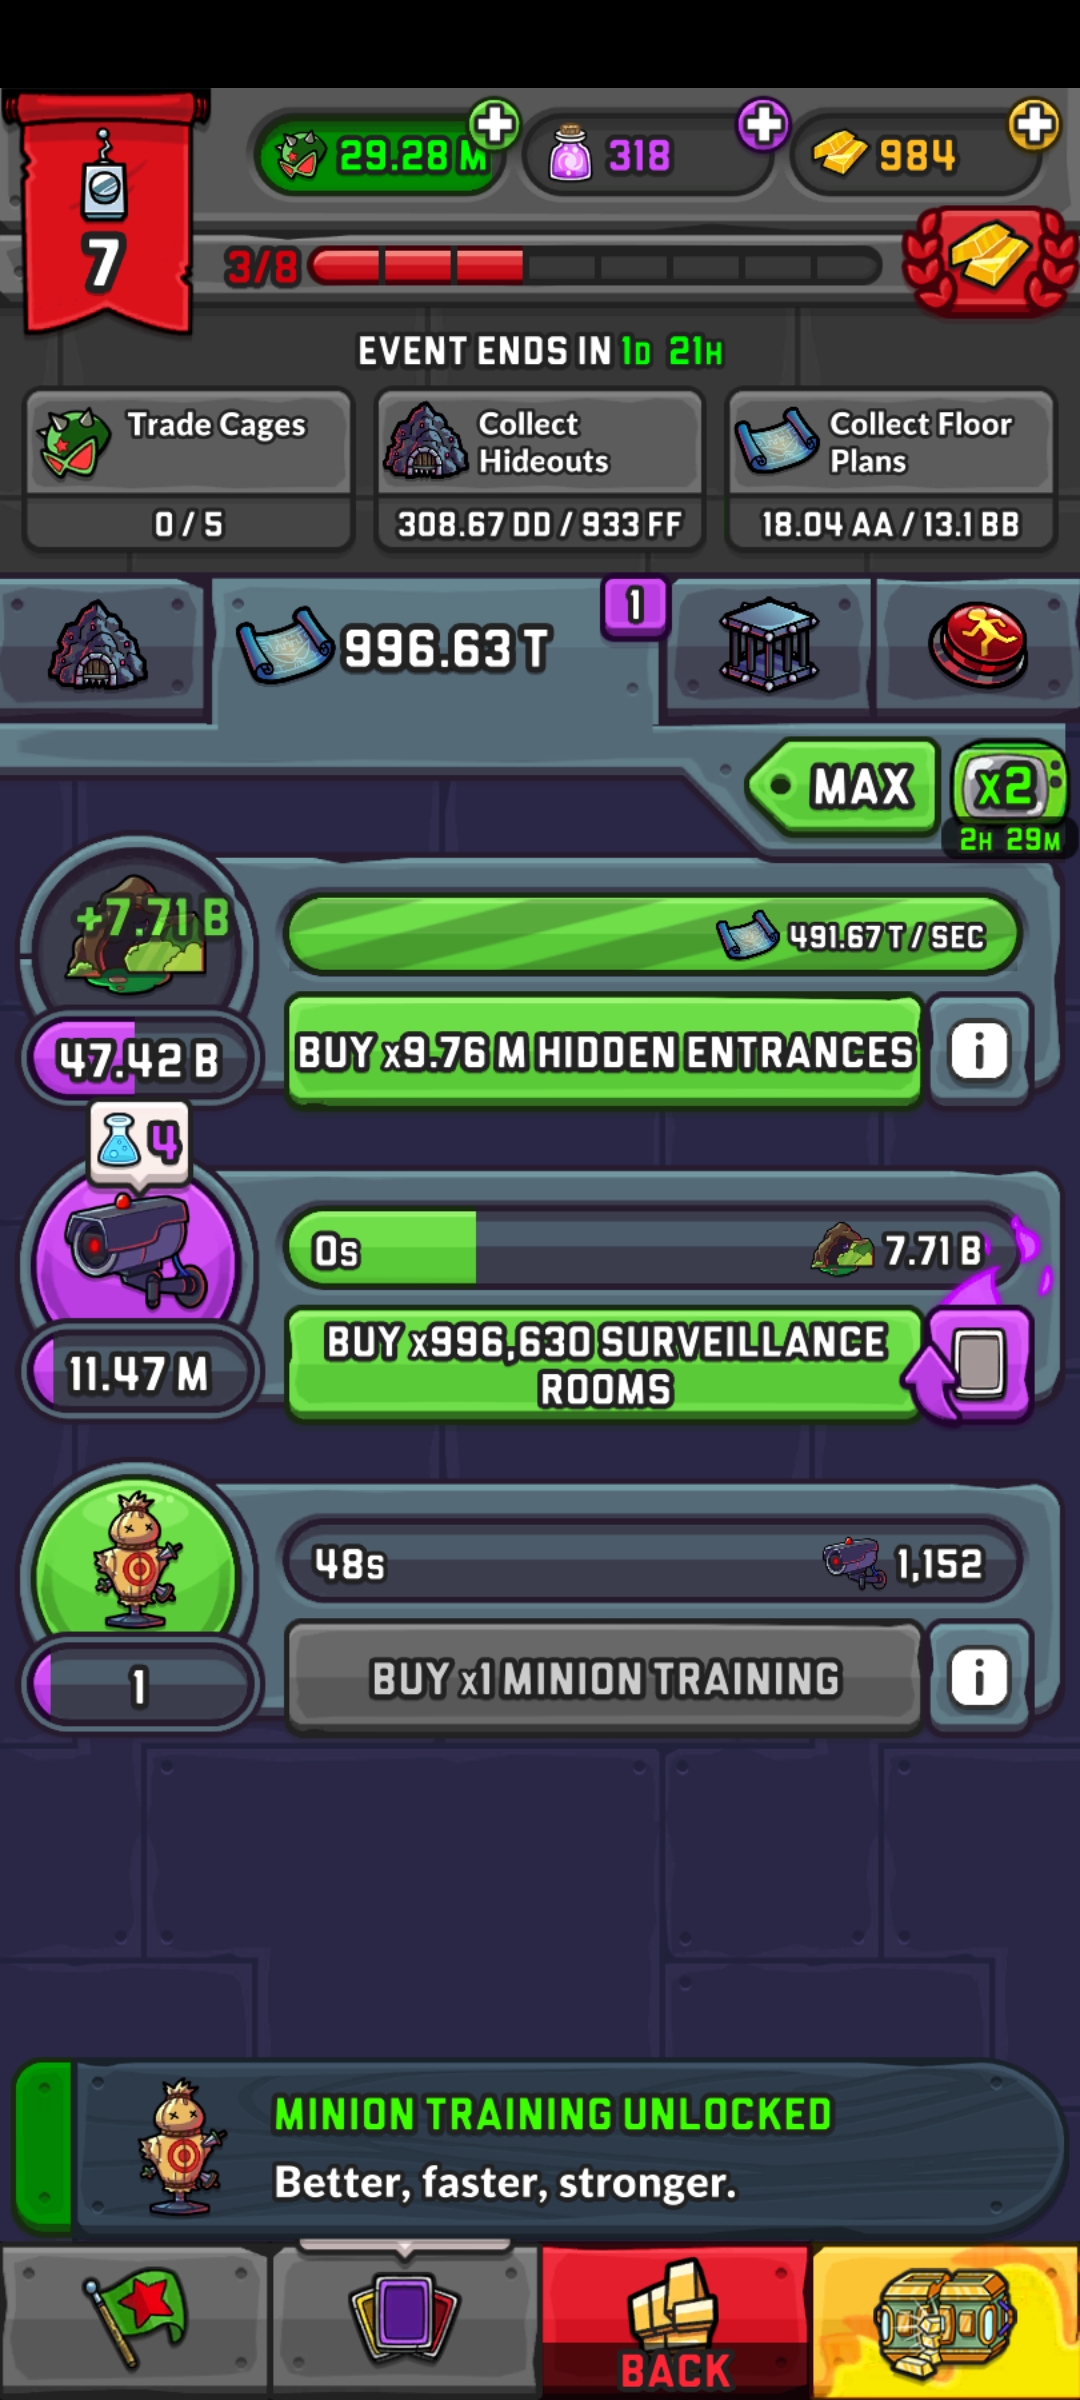 29.28 M
318
984
7
3/8
EVENT ENDS IN 1D 21H
Trade Cages
0 / 5
Collect
Hideouts
308.67 DD / 933 FF
Collect Floor
Plans
18.04 AA / 13.1 BB
996.63 T
1
MAX
x2
2H 29M
+7.71 B
491.67 T / SEC
47.42 B
BUY x9.76 M HIDDEN ENTRANCES
i
4
0s
7.71 B
11.47 M
BUY x996,630 SURVEILLANCE
ROOMS
48s
1,152
1
BUY x1 MINION TRAINING
i
MINION TRAINING UNLOCKED
Better, faster, stronger.
BACK